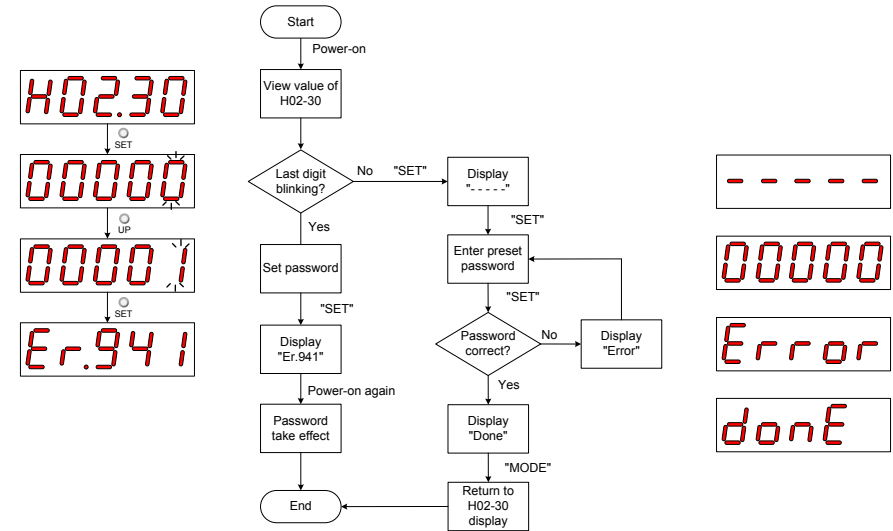 H02.30
SET
00000
UP
00001
SET
Er.941
Start
Power-on
View value of
H02-30
Last digit
blinking?
No
"SET"
Yes
Set password
"SET"
Display
"Er.941"
Power-on again
Password
take effect
End
Display
"- - - - -"
"SET"
Enter preset
password
"SET"
Password
correct?
No
Display
"Error"
Yes
Display
"Done"
"MODE"
Return to
H02-30
display
- - - - -
00000
Error
donE